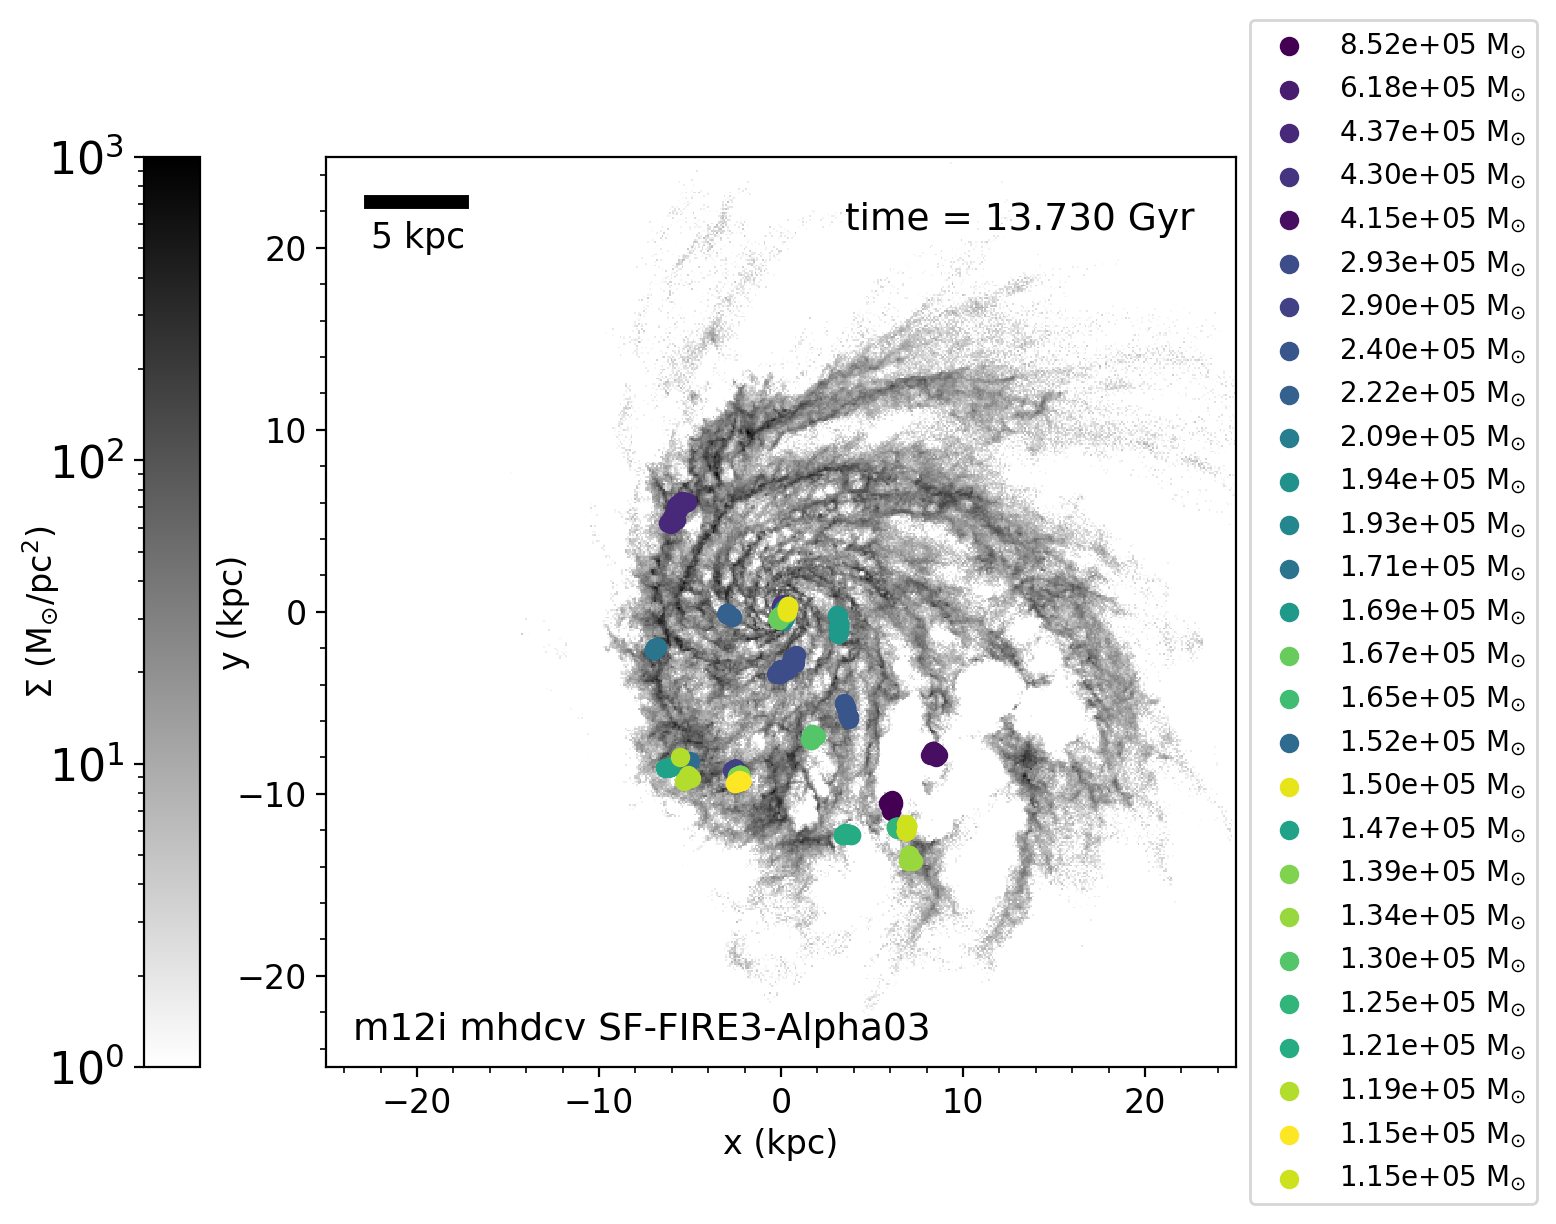 10³
10²
10¹
10⁰
Σ (M☉/pc²)
y (kpc)
20
10
0
−10
−20
5 kpc
time = 13.730 Gyr
m12i mhdcv SF-FIRE3-Alpha03
−20
−10
0
10
20
x (kpc)
8.52e+05 M☉
6.18e+05 M☉
4.37e+05 M☉
4.30e+05 M☉
4.15e+05 M☉
2.93e+05 M☉
2.90e+05 M☉
2.40e+05 M☉
2.22e+05 M☉
2.09e+05 M☉
1.94e+05 M☉
1.93e+05 M☉
1.71e+05 M☉
1.69e+05 M☉
1.67e+05 M☉
1.65e+05 M☉
1.52e+05 M☉
1.50e+05 M☉
1.47e+05 M☉
1.39e+05 M☉
1.34e+05 M☉
1.30e+05 M☉
1.25e+05 M☉
1.21e+05 M☉
1.19e+05 M☉
1.15e+05 M☉
1.15e+05 M☉